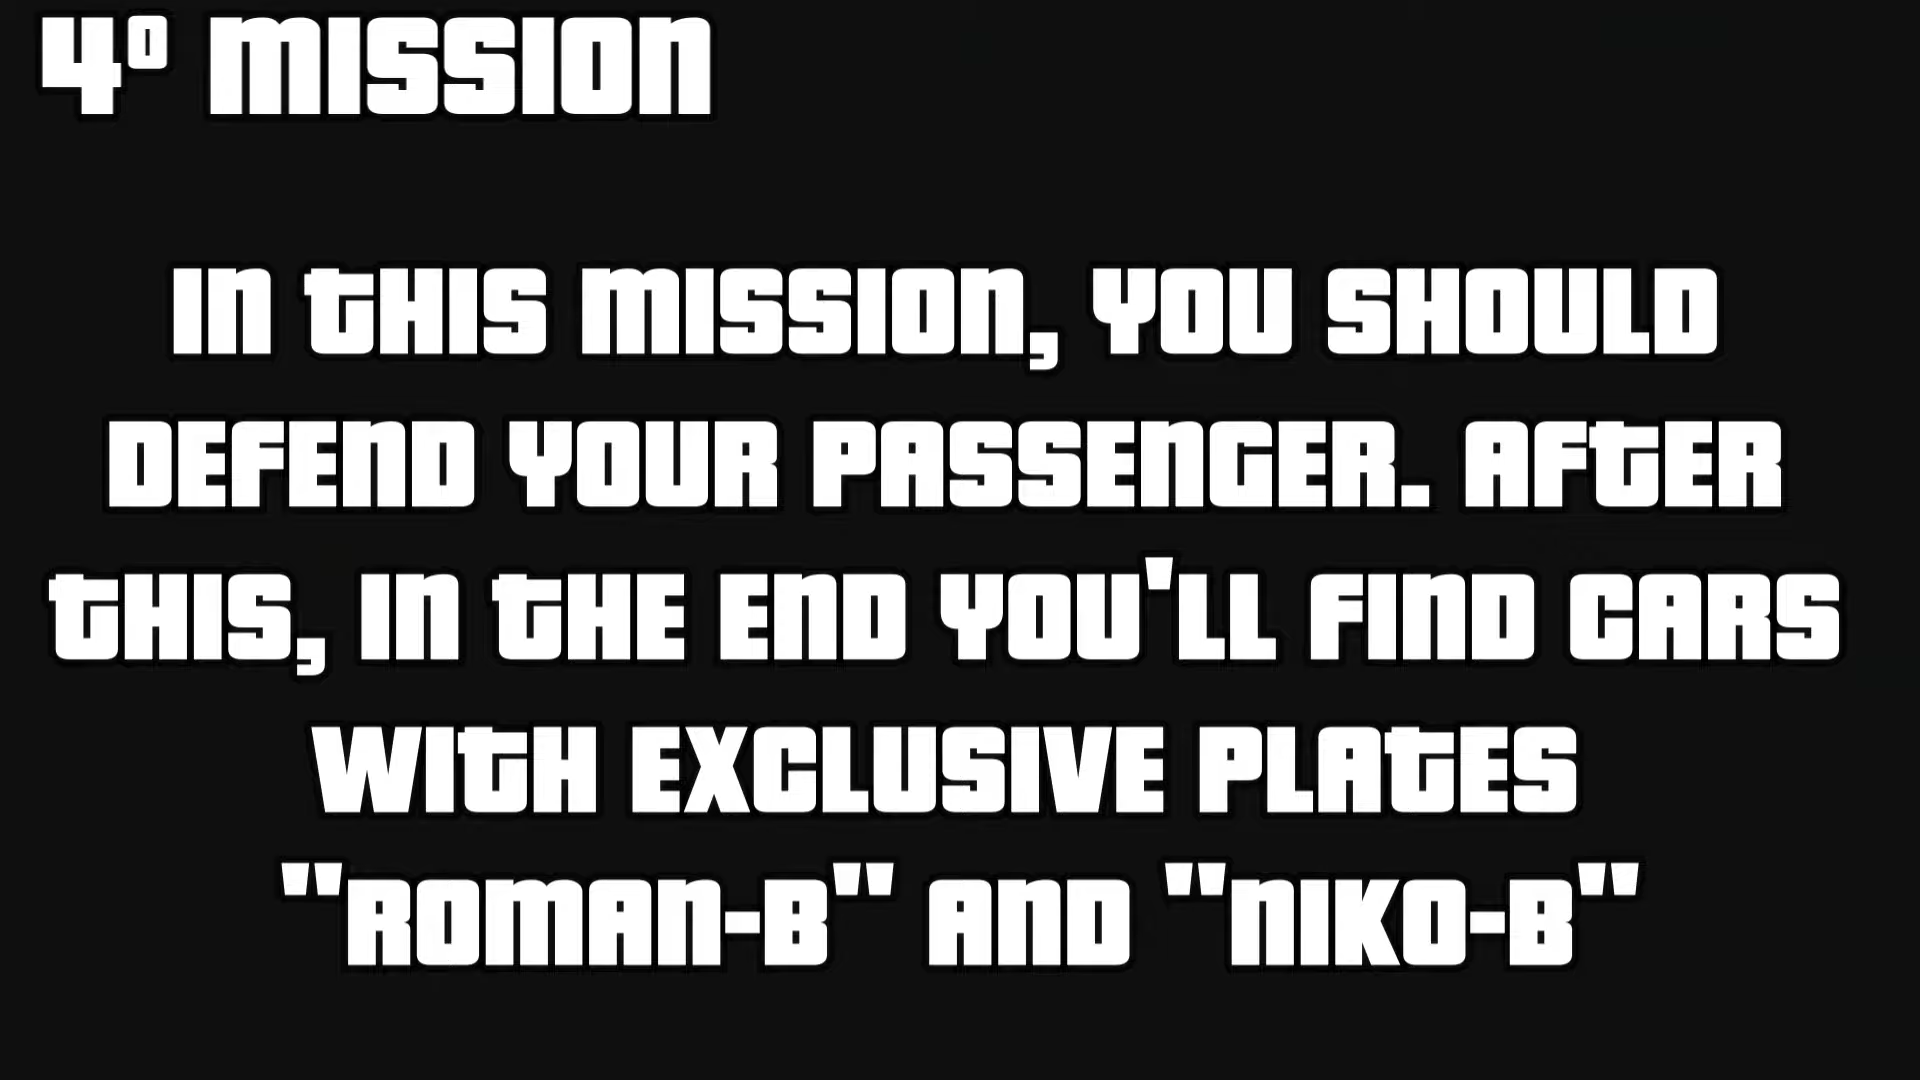 4º MISSION
IN THIS MISSION, YOU SHOULD
DEFEND YOUR PASSENGER. AFTER
THIS, IN THE END YOU'LL FIND CARS
WITH EXCLUSIVE PLATES
"ROMAN-B" AND "NIKO-B"